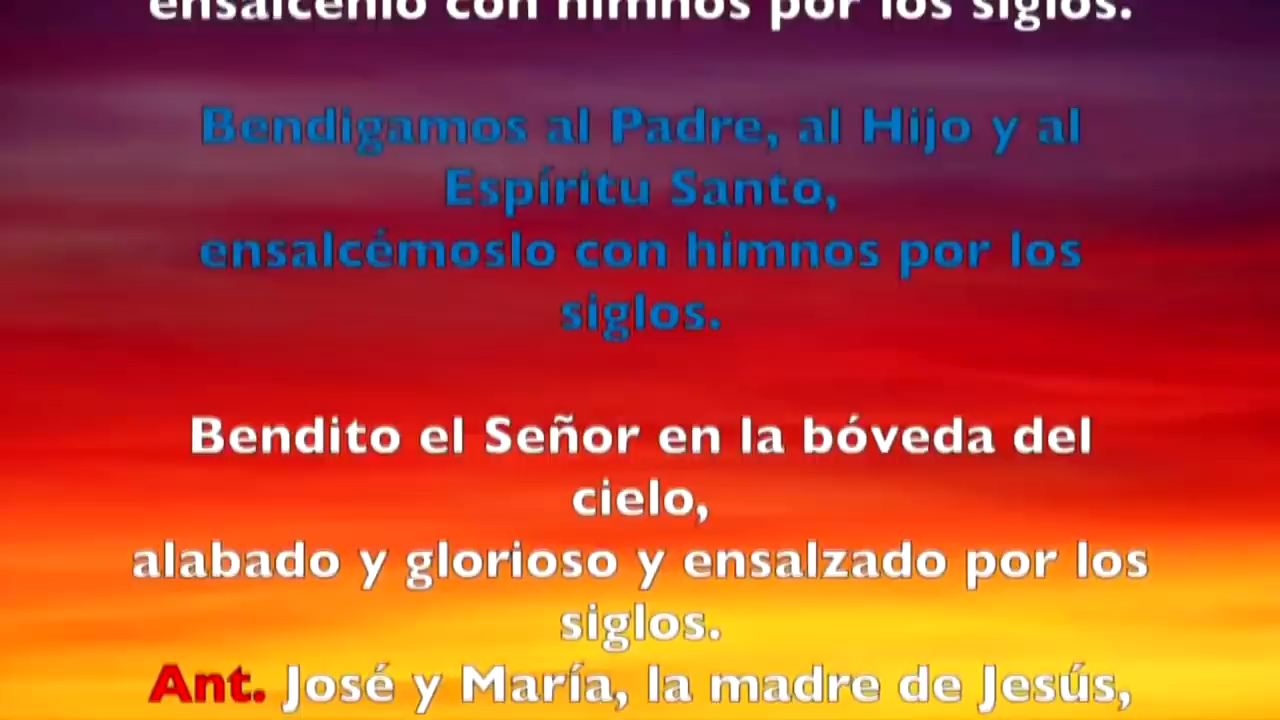 ensálcenlo con himnos por los siglos.
Bendigamos al Padre, al Hijo y al
Espíritu Santo,
ensalcémoslo con himnos por los
siglos.
Bendito el Señor en la bóveda del
cielo,
alabado y glorioso y ensalzado por los
siglos.
Ant. José y María, la madre de Jesús,